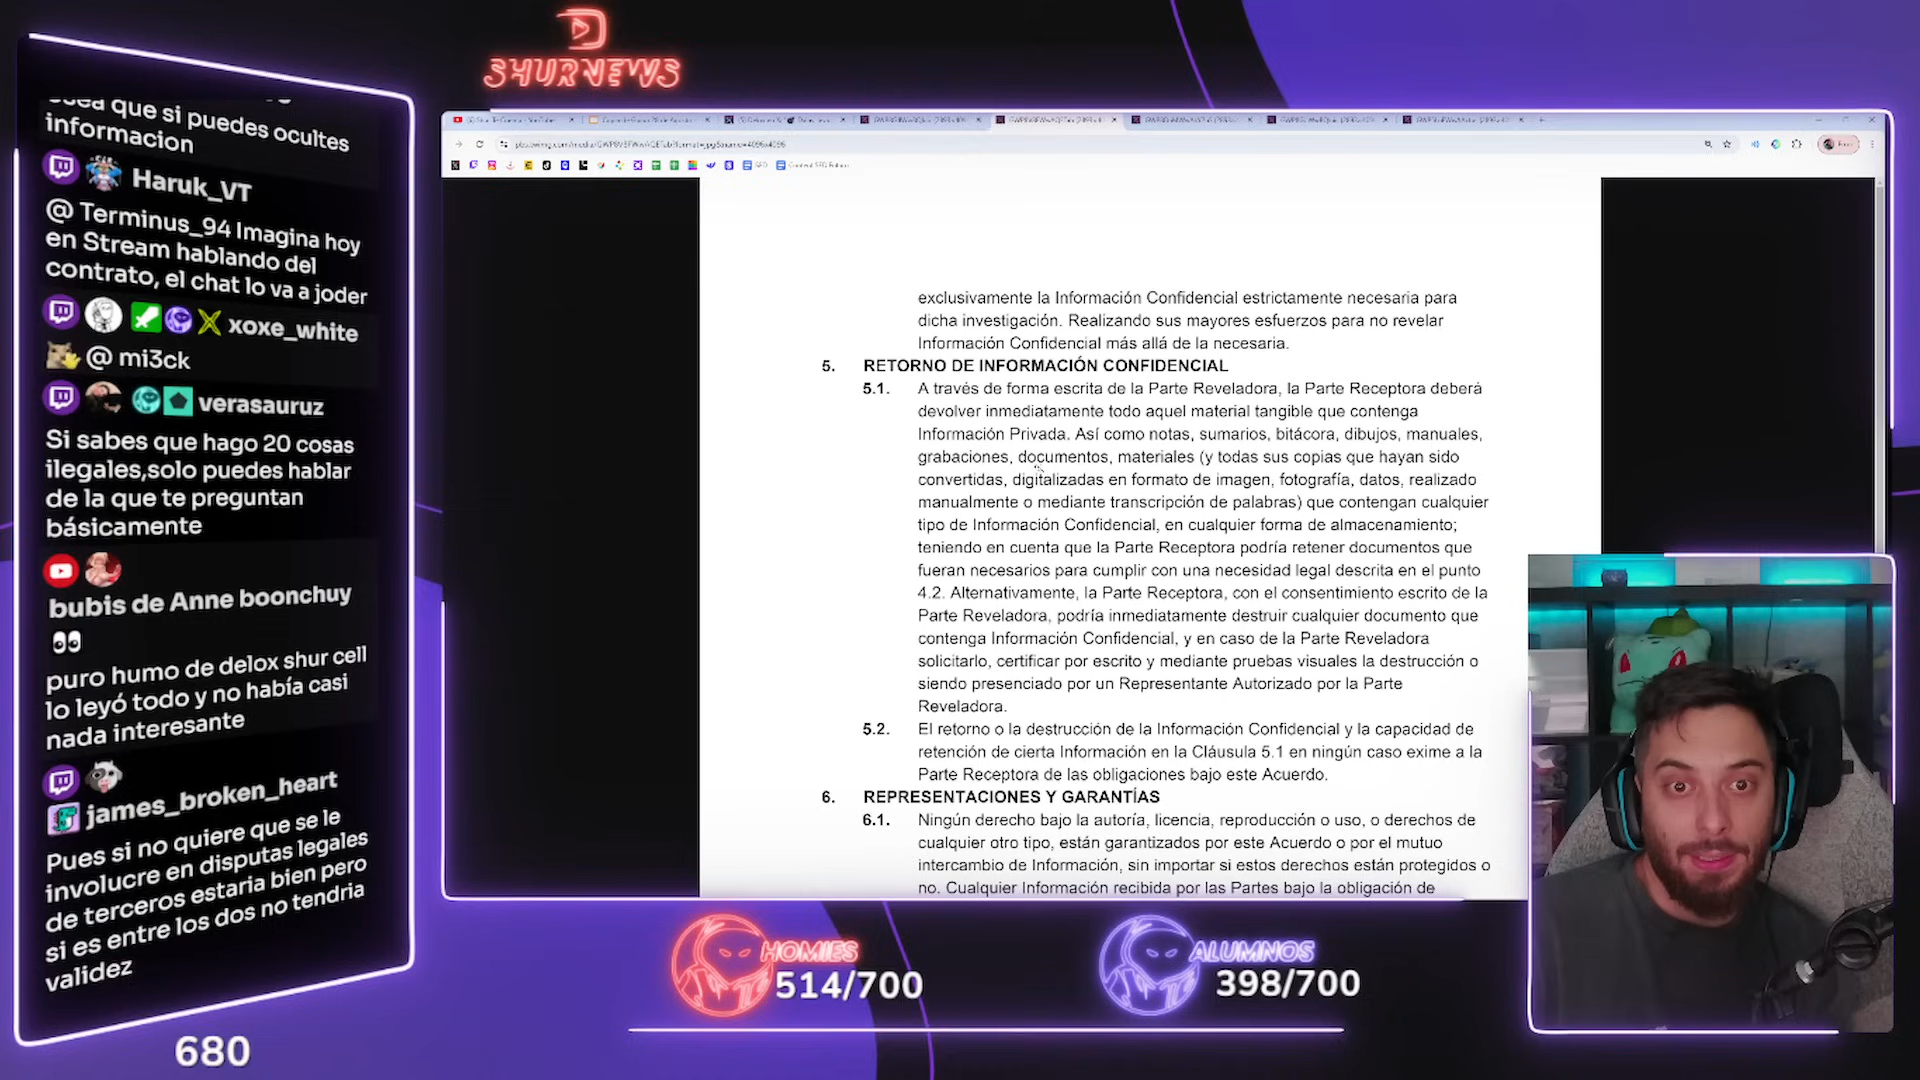 SHURNEWS
que si puedes ocultes
informacion
Haruk_VT
@ Terminus_94 Imagina hoy
en Stream hablando del
contrato, el chat lo va a joder
xoxe_white
@ mi3ck
verasauruz
Si sabes que hago 20 cosas
ilegales,solo puedes hablar
de la que te preguntan
básicamente
bubis de Anne boonchuy
puro humo de delox shur cell
lo leyó todo y no había casi
nada interesante
james_broken_heart
Pues si no quiere que se le
involucre en disputas legales
de terceros estaria bien pero
si es entre los dos no tendria
validez
680
exclusivamente la Información Confidencial estrictamente necesaria para
dicha investigación. Realizando sus mayores esfuerzos para no revelar
Información Confidencial más allá de la necesaria.
5. RETORNO DE INFORMACIÓN CONFIDENCIAL
5.1. A través de forma escrita de la Parte Reveladora, la Parte Receptora deberá
devolver inmediatamente todo aquel material tangible que contenga
Información Privada. Así como notas, sumarios, bitácora, dibujos, manuales,
grabaciones, documentos, materiales (y todas sus copias que hayan sido
convertidas, digitalizadas en formato de imagen, fotografía, datos, realizado
manualmente o mediante transcripción de palabras) que contengan cualquier
tipo de Información Confidencial, en cualquier forma de almacenamiento;
teniendo en cuenta que la Parte Receptora podría retener documentos que
fueran necesarios para cumplir con una necesidad legal descrita en el punto
4.2. Alternativamente, la Parte Receptora, con el consentimiento escrito de la
Parte Reveladora, podría inmediatamente destruir cualquier documento que
contenga Información Confidencial, y en caso de la Parte Reveladora
solicitarlo, certificar por escrito y mediante pruebas visuales la destrucción o
siendo presenciado por un Representante Autorizado por la Parte
Reveladora.
5.2. El retorno o la destrucción de la Información Confidencial y la capacidad de
retención de cierta Información en la Cláusula 5.1 en ningún caso exime a la
Parte Receptora de las obligaciones bajo este Acuerdo.
6. REPRESENTACIONES Y GARANTÍAS
6.1. Ningún derecho bajo la autoría, licencia, reproducción o uso, o derechos de
cualquier otro tipo, están garantizados por este Acuerdo o por el mutuo
intercambio de Información, sin importar si estos derechos están protegidos o
no. Cualquier Información recibida por las Partes bajo la obligación de
HOMIES
514/700
ALUMNOS
398/700